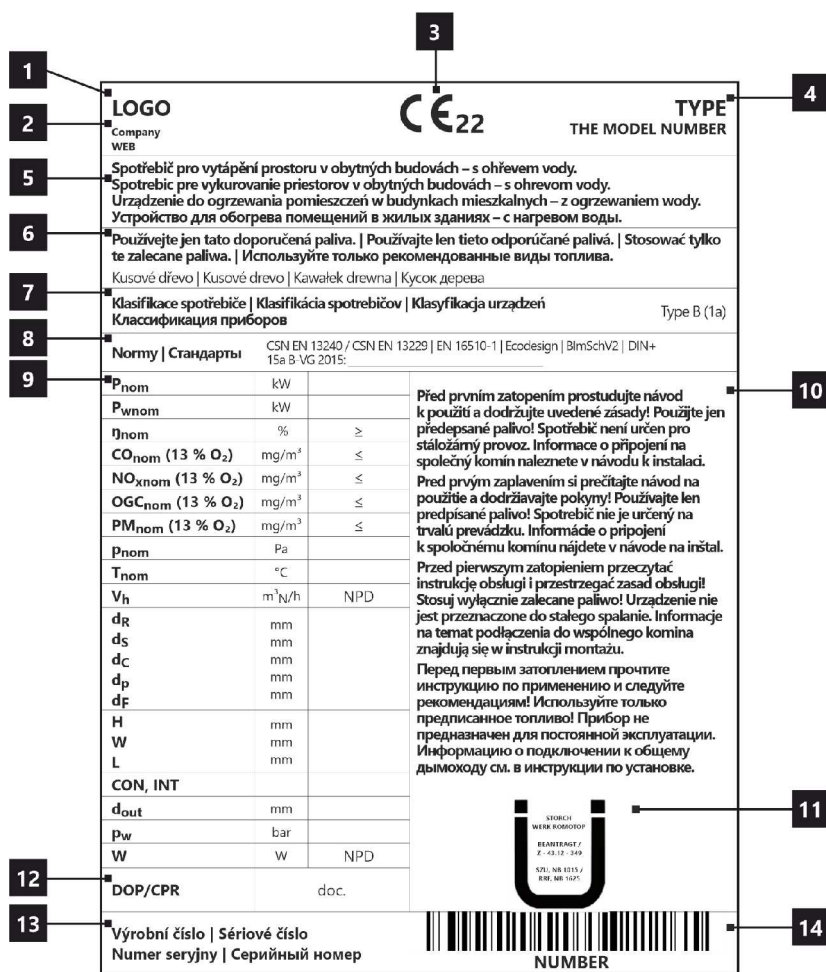 3
1
LOGO
CE22
TYPE
4
2
Company
WEB
THE MODEL NUMBER
5
Spotřebič pro vytápění prostoru v obytných budovách – s ohřevem vody.
Spotrebic pre vykurovanie priestorov v obytných budovách – s ohrevom vody.
Urządzenie do ogrzewania pomieszczeń w budynkach mieszkalnych – z ogrzewaniem wody.
Устройство для обогрева помещений в жилых зданиях – с нагревом воды.
6
Používejte jen tato doporučená paliva. | Používajte len tieto odporúčané palivá. | Stosować tylko
te zalecane paliwa. | Используйте только рекомендованные виды топлива.
Kusové dřevo | Kusové drevo | Kawałek drewna | Кусок дерева
7
Klasifikace spotřebiče | Klasifikácia spotrebičov | Klasyfikacja urządzeń
Классификация приборов
Type B (1a)
8
Normy | Стандарты
CSN EN 13240 / CSN EN 13229 | EN 16510-1 | Ecodesign | BImSchV2 | DIN+
15a B-VG 2015:
9
Pnom kW
Pwnom kW
ηnom % ≥
COnom (13 % O₂) mg/m³ ≤
NOxnom (13 % O₂) mg/m³ ≤
OGCnom (13 % O₂) mg/m³ ≤
PMnom (13 % O₂) mg/m³ ≤
pnom Pa
Tnom °C
Vh m³N/h NPD
dR mm
dS mm
dC mm
dp mm
dF mm
H mm
W mm
L mm
CON, INT
dout mm
pw bar
W W NPD
10
Před prvním zatopením prostudujte návod
k použití a dodržujte uvedené zásady! Použijte jen
předepsané palivo! Spotřebič není určen pro
stáložárný provoz. Informace o připojení na
společný komín naleznete v návodu k instalaci.
Pred prvým zaplavením si prečítajte návod na
použitie a dodržiavajte pokyny! Používajte len
predpísané palivo! Spotrebič nie je určený na
trvalú prevádzku. Informácie o pripojení
k spoločnému komínu nájdete v návode na inštal.
Przed pierwszym zatopieniem przeczytać
instrukcję obsługi i przestrzegać zasad obsługi!
Stosuj wyłącznie zalecane paliwo! Urządzenie nie
jest przeznaczone do stałego spalanie. Informacje
na temat podłączenia do wspólnego komina
znajdują się w instrukcji montażu.
Перед первым затоплением прочтите
инструкцию по применению и следуйте
рекомендациям! Используйте только
предписанное топливо! Прибор не
предназначен для постоянной эксплуатации.
Информацию о подключении к общему
дымоходу см. в инструкции по установке.
11
STORCH
WERK ROMOTOP
BEANTRAGT /
Z - 43.12 - 349
SZU, NB 1015 /
RRF, NB 1625
12
DOP/CPR doc.
13
Výrobní číslo | Sériové číslo
Numer seryjny | Серийный номер
14
NUMBER